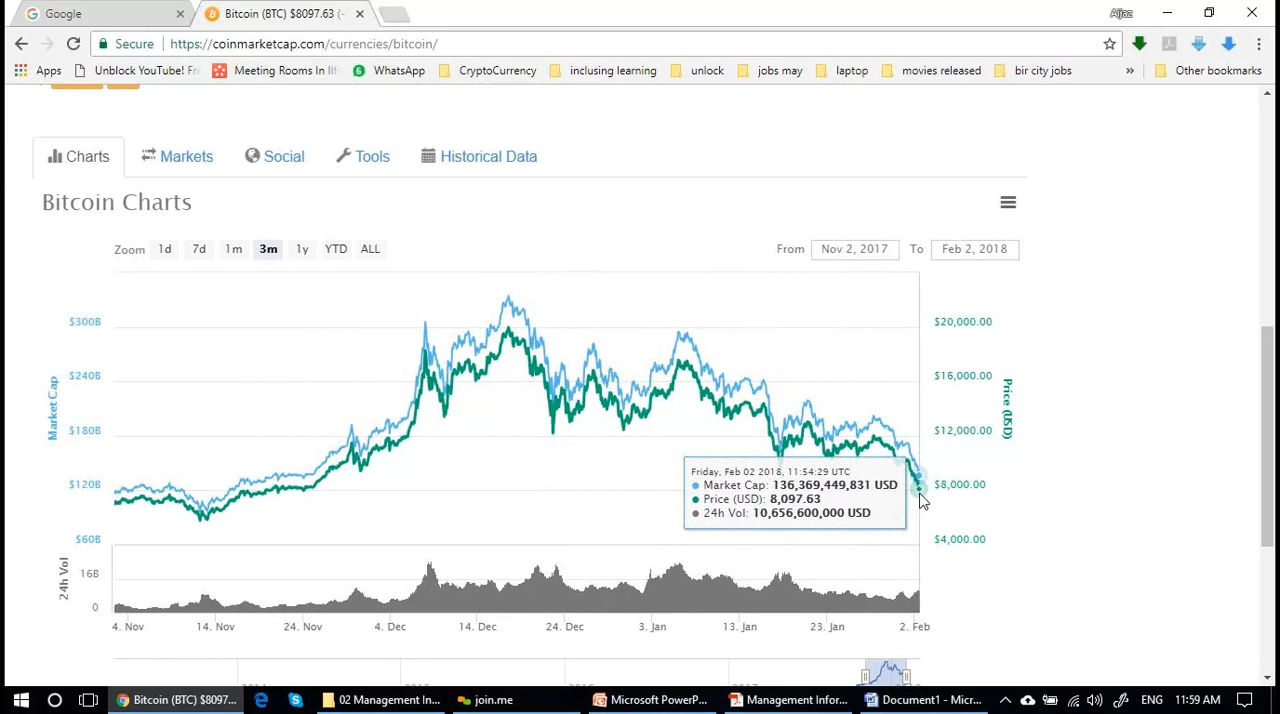 Google
Bitcoin (BTC) $8097.63 (-
Aijaz
Secure
https://coinmarketcap.com/currencies/bitcoin/
Apps Unblock YouTube! Fr Meeting Rooms In WhatsApp CryptoCurrency inclusing learning unlock jobs may laptop movies released bir city jobs » Other bookmarks
Charts Markets Social Tools Historical Data
Bitcoin Charts
Zoom 1d 7d 1m 3m 1y YTD ALL From Nov 2, 2017 To Feb 2, 2018
$300B $20,000.00
$240B $16,000.00
Market Cap
Price (USD)
$180B $12,000.00
Friday, Feb 02 2018, 11:54:29 UTC
Market Cap: 136,369,449,831 USD
$120B $8,000.00
Price (USD): 8,097.63
24h Vol: 10,656,600,000 USD
$60B $4,000.00
24h Vol
16B
0
4. Nov 14. Nov 24. Nov 4. Dec 14. Dec 24. Dec 3. Jan 13. Jan 23. Jan 2. Feb
Bitcoin (BTC) $8097... 02 Management In... join.me Microsoft PowerP... Management Infor... Document1 - Micr... ENG 11:59 AM